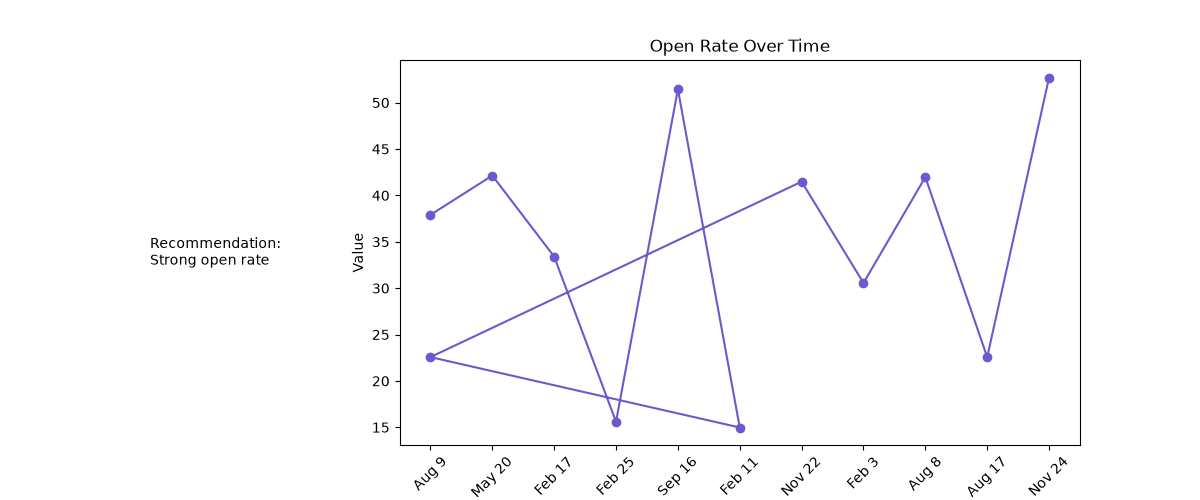 Open Rate Over Time
Recommendation:
Strong open rate
Value
50
45
40
35
30
25
20
15
Aug 9
May 20
Feb 17
Feb 25
Sep 16
Feb 11
Nov 22
Feb 3
Aug 8
Aug 17
Nov 24